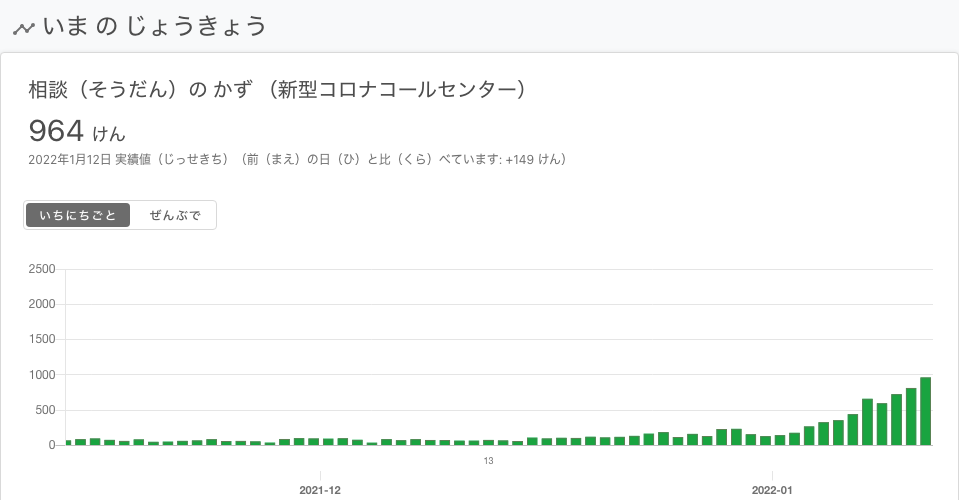 いま の じょうきょう
相談（そうだん）の かず （新型コロナコールセンター）
964 けん
2022年1月12日 実績値（じっせきち）（前（まえ）の日（ひ）と比（くら）べています: +149 けん）
いちにちごと ぜんぶで
2500
2000
1500
1000
500
0
13
2021-12 2022-01